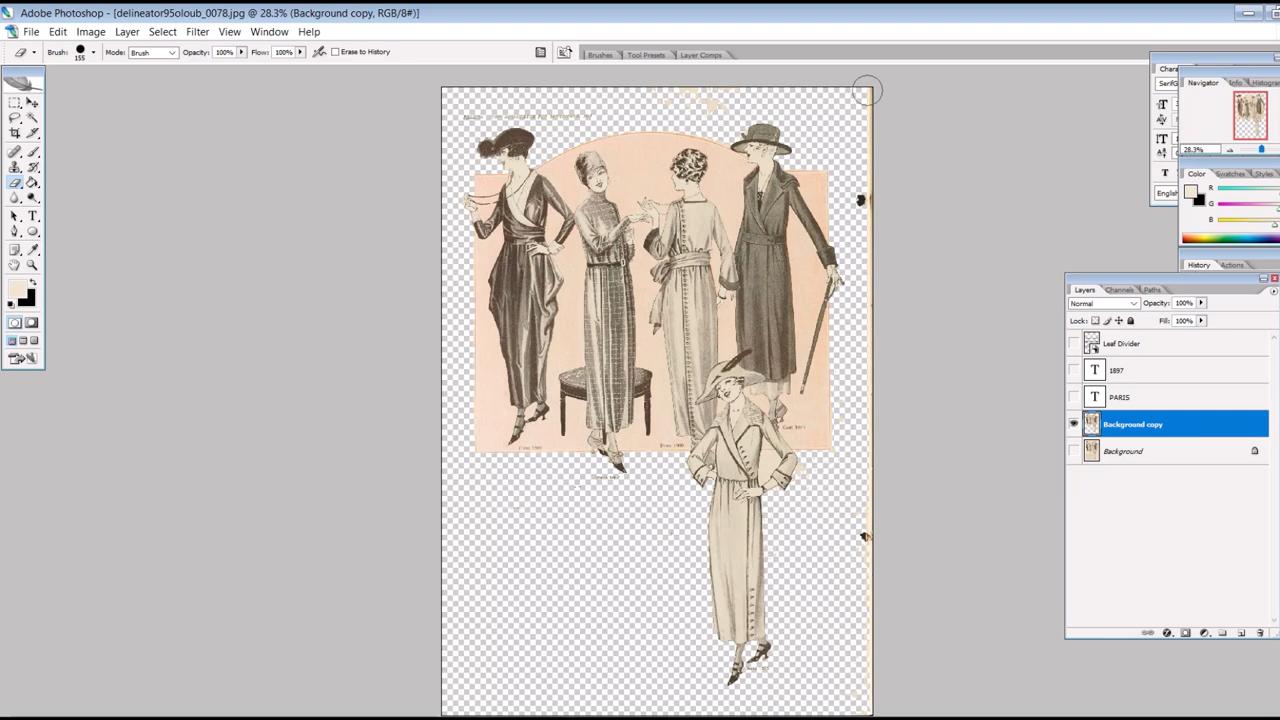 Adobe Photoshop - [delineator95oloub_0078.jpg @ 28.3% (Background copy, RGB/8#)]
File Edit Image Layer Select Filter View Window Help
Brush: 155 Mode: Brush Opacity: 100% Flow: 100% Erase to History
Brushes Tool Presets Layer Comps
Navigator Info
28.3%
Color Swatches Styles
R
G
B
English
History Actions
Layers Channels Paths
Normal Opacity: 100%
Lock: Fill: 100%
Leaf Divider
T 1897
T PARIS
Background copy
Background